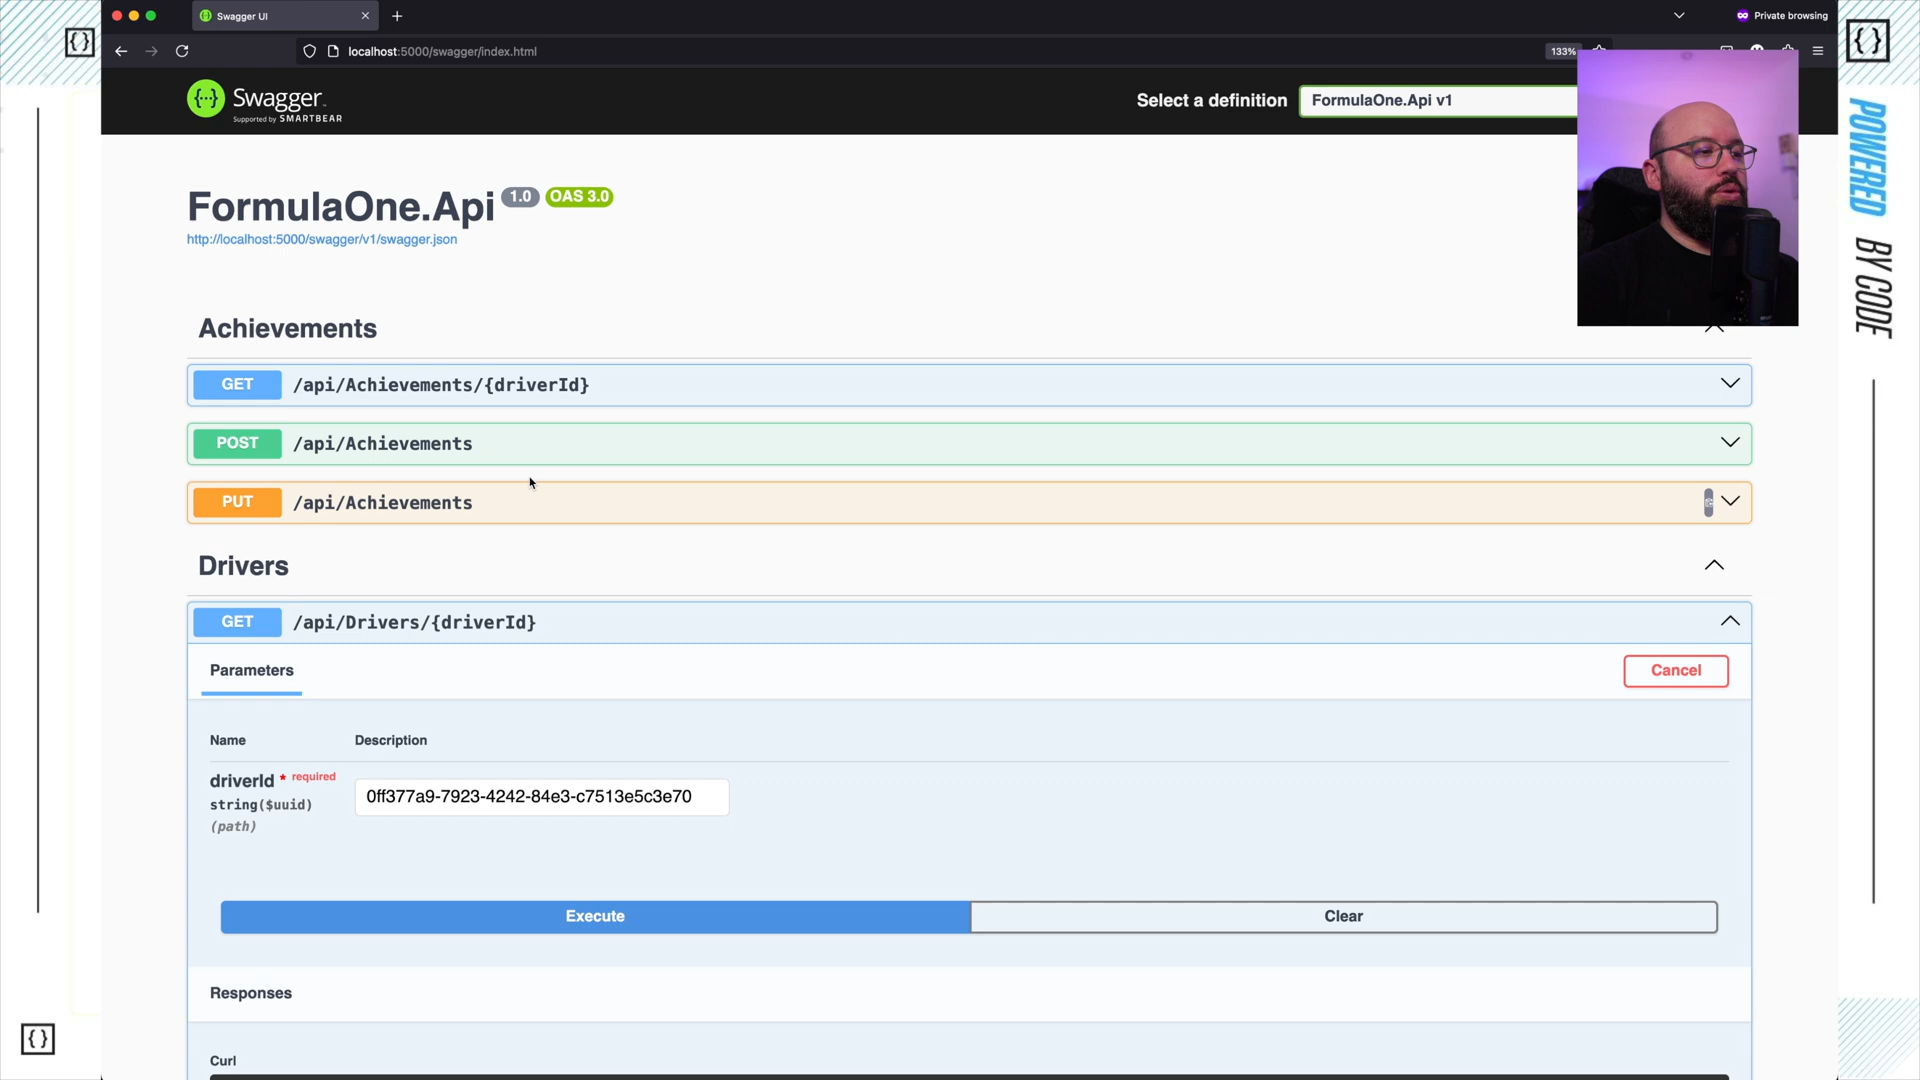 Swagger UI
Private browsing
localhost:5000/swagger/index.html
133%
{ }
{ }
Swagger
Supported by SMARTBEAR
Select a definition
FormulaOne.Api v1
POWERED BY CODE
FormulaOne.Api 1.0 OAS 3.0
http://localhost:5000/swagger/v1/swagger.json
Achievements
GET /api/Achievements/{driverId}
POST /api/Achievements
PUT /api/Achievements
Drivers
GET /api/Drivers/{driverId}
Parameters
Cancel
Name Description
driverId * required
string($uuid)
(path)
0ff377a9-7923-4242-84e3-c7513e5c3e70
Execute
Clear
Responses
{ }
Curl